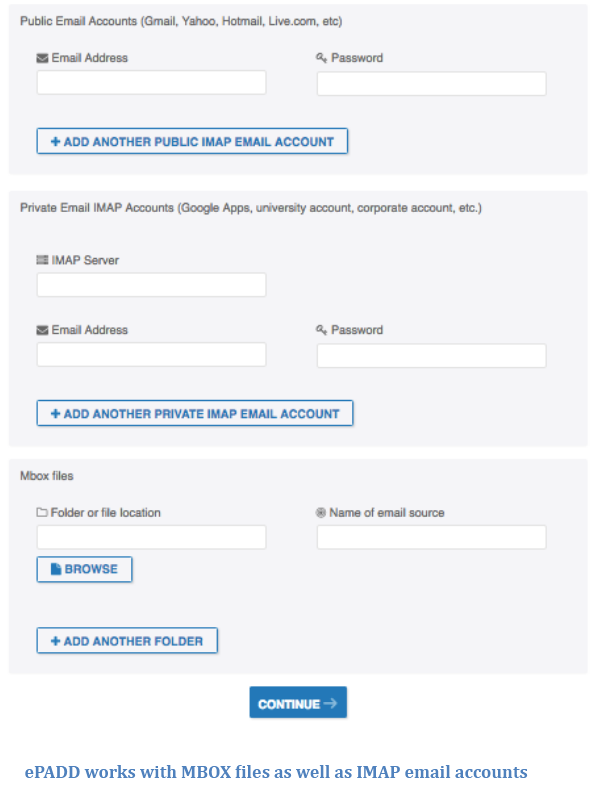 Public Email Accounts (Gmail, Yahoo, Hotmail, Live.com, etc)
Email Address Password
+ ADD ANOTHER PUBLIC IMAP EMAIL ACCOUNT
Private Email IMAP Accounts (Google Apps, university account, corporate account, etc.)
IMAP Server
Email Address Password
+ ADD ANOTHER PRIVATE IMAP EMAIL ACCOUNT
Mbox files
Folder or file location Name of email source
BROWSE
+ ADD ANOTHER FOLDER
CONTINUE →
ePADD works with MBOX files as well as IMAP email accounts